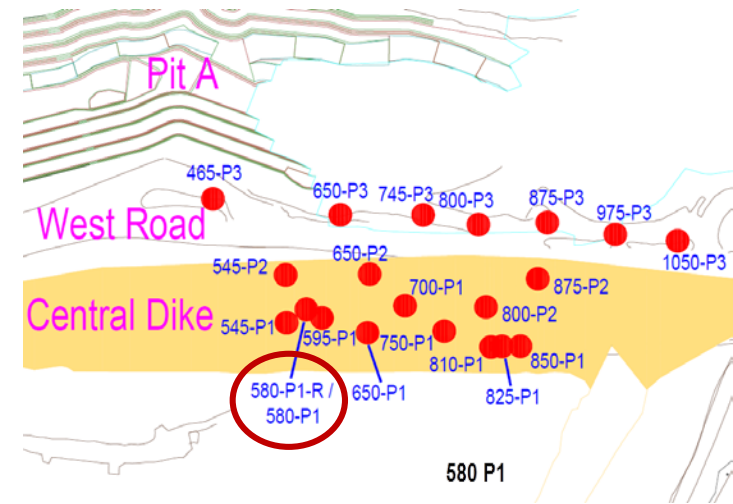 Pit A
465-P3
650-P3
745-P3
800-P3
875-P3
975-P3
1050-P3
West Road
545-P2
650-P2
875-P2
700-P1
800-P2
Central Dike
545-P1
595-P1
750-P1
810-P1
850-P1
580-P1-R /
580-P1
650-P1
825-P1
580 P1